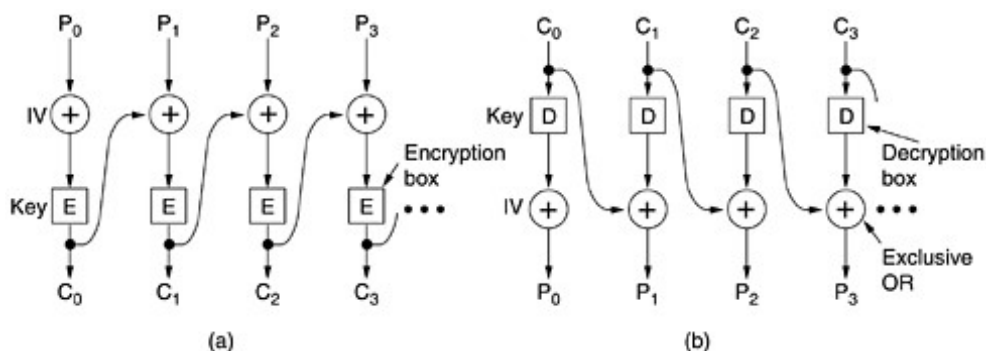 P0 P1 P2 P3
IV + + + +
Encryption
box
Key E E E E
C0 C1 C2 C3
(a)
C0 C1 C2 C3
Key D D D D
Decryption
box
IV + + + +
Exclusive
OR
P0 P1 P2 P3
(b)